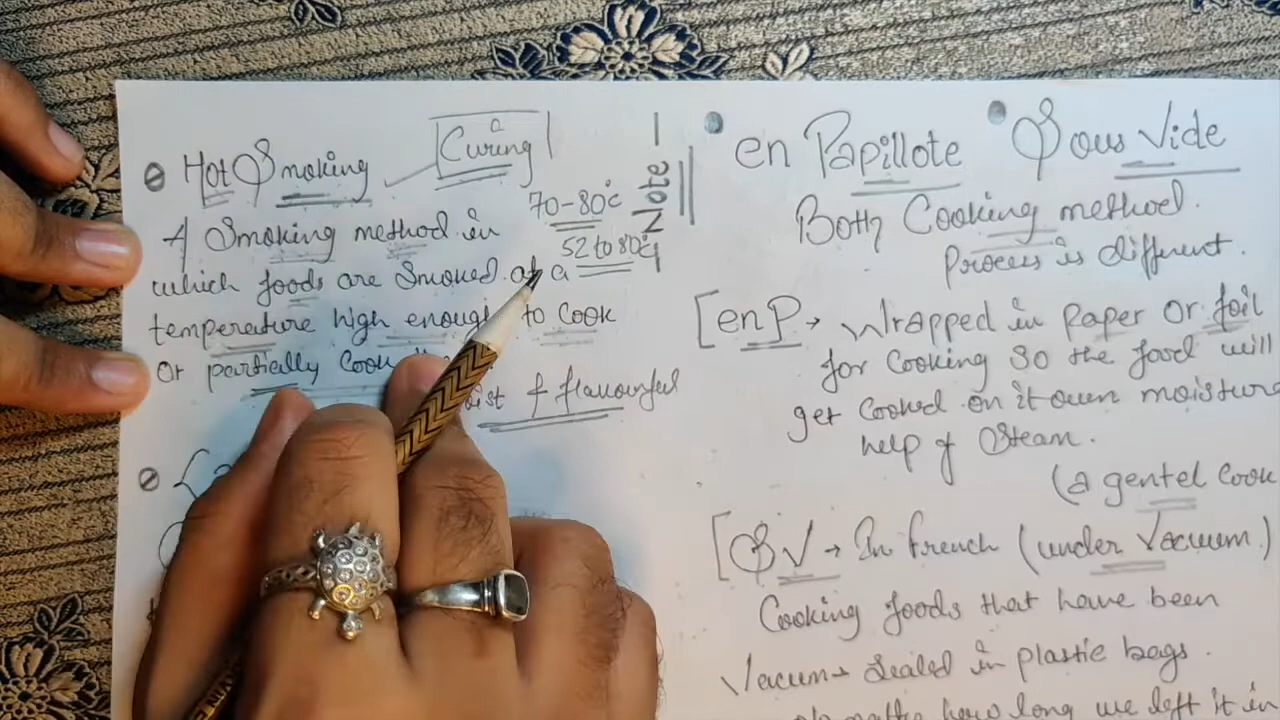 Hot Smoking
Curing
A Smoking method in
70-80°c
52 to 80°c
which foods are Smoked at a
temperature high enough to Cook
or partially Cook
f flavourful
Note -
en Papillote
Sous Vide
Both Cooking method.
Process is different.
[en P → Wrapped in Paper Or foil
for Cooking So the food will
get Cooked on it own moisture
help of Steam.
(a gentel Cook
[SV → In french (under Vacuum)
Cooking foods that have been
Vacuum - Sealed in plastic bags.
how long we left it in